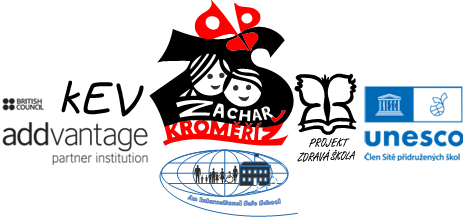 BRITISH
COUNCIL
addvantage
partner institution
kEV
ZŠ
ZACHAR
KROMĚŘÍŽ
PROJEKT
ZDRAVÁ ŠKOLA
unesco
Člen Sítě přidružených škol
An International Safe School